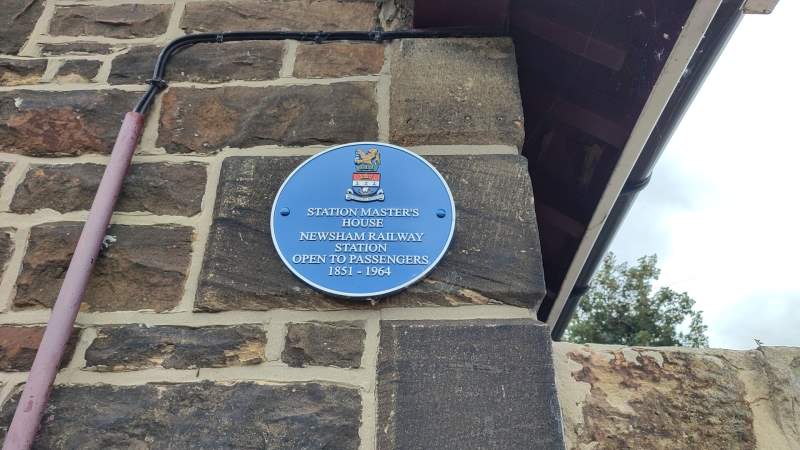 STATION MASTER'S
HOUSE
NEWSHAM RAILWAY
STATION
OPEN TO PASSENGERS
1851 - 1964